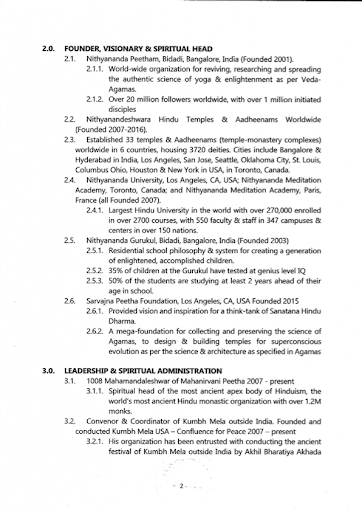 2.0. FOUNDER, VISIONARY & SPIRITUAL HEAD
2.1. Nithyananda Peetham, Bidadi, Bangalore, India (Founded 2001).
2.1.1. World-wide organization for reviving, researching and spreading
the authentic science of yoga & enlightenment as per Veda-
Agamas.
2.1.2. Over 20 million followers worldwide, with over 1 million initiated
disciples
2.2. Nithyanandeshwara Hindu Temples & Aadheenams Worldwide
(Founded 2007-2016).
2.3. Established 33 temples & Aadheenams (temple-monastery complexes)
worldwide in 6 countries, housing 3720 deities. Cities include Bangalore &
Hyderabad in India, Los Angeles, San Jose, Seattle, Oklahoma City, St. Louis,
Columbus Ohio, Houston & New York in USA, in Toronto, Canada.
2.4. Nithyananda University, Los Angeles, CA, USA; Nithyananda Meditation
Academy, Toronto, Canada; and Nithyananda Meditation Academy, Paris,
France (all Founded 2007).
2.4.1. Largest Hindu University in the world with over 270,000 enrolled
in over 2700 courses, with 550 faculty & staff in 347 campuses &
centers in over 150 nations.
2.5. Nithyananda Gurukul, Bidadi, Bangalore, India (Founded 2003)
2.5.1. Residential school philosophy & system for creating a generation
of enlightened, accomplished children.
2.5.2. 35% of children at the Gurukul have tested at genius level IQ
2.5.3. 50% of the students are studying at least 2 years ahead of their
age in school.
2.6. Sarvajna Peetha Foundation, Los Angeles, CA, USA Founded 2015
2.6.1. Provided vision and inspiration for a think-tank of Sanatana Hindu
Dharma.
2.6.2. A mega-foundation for collecting and preserving the science of
Agamas, to design & building temples for superconscious
evolution as per the science & architecture as specified in Agamas
3.0. LEADERSHIP & SPIRITUAL ADMINISTRATION
3.1. 1008 Mahamandaleshwar of Mahanirvani Peetha 2007 - present
3.1.1. Spiritual head of the most ancient apex body of Hinduism, the
world's most ancient Hindu monastic organization with over 1.2M
monks.
3.2. Convenor & Coordinator of Kumbh Mela outside India. Founded and
conducted Kumbh Mela USA – Confluence for Peace 2007 – present
3.2.1. His organization has been entrusted with conducting the ancient
festival of Kumbh Mela outside India by Akhil Bharatiya Akhada
- 2 -